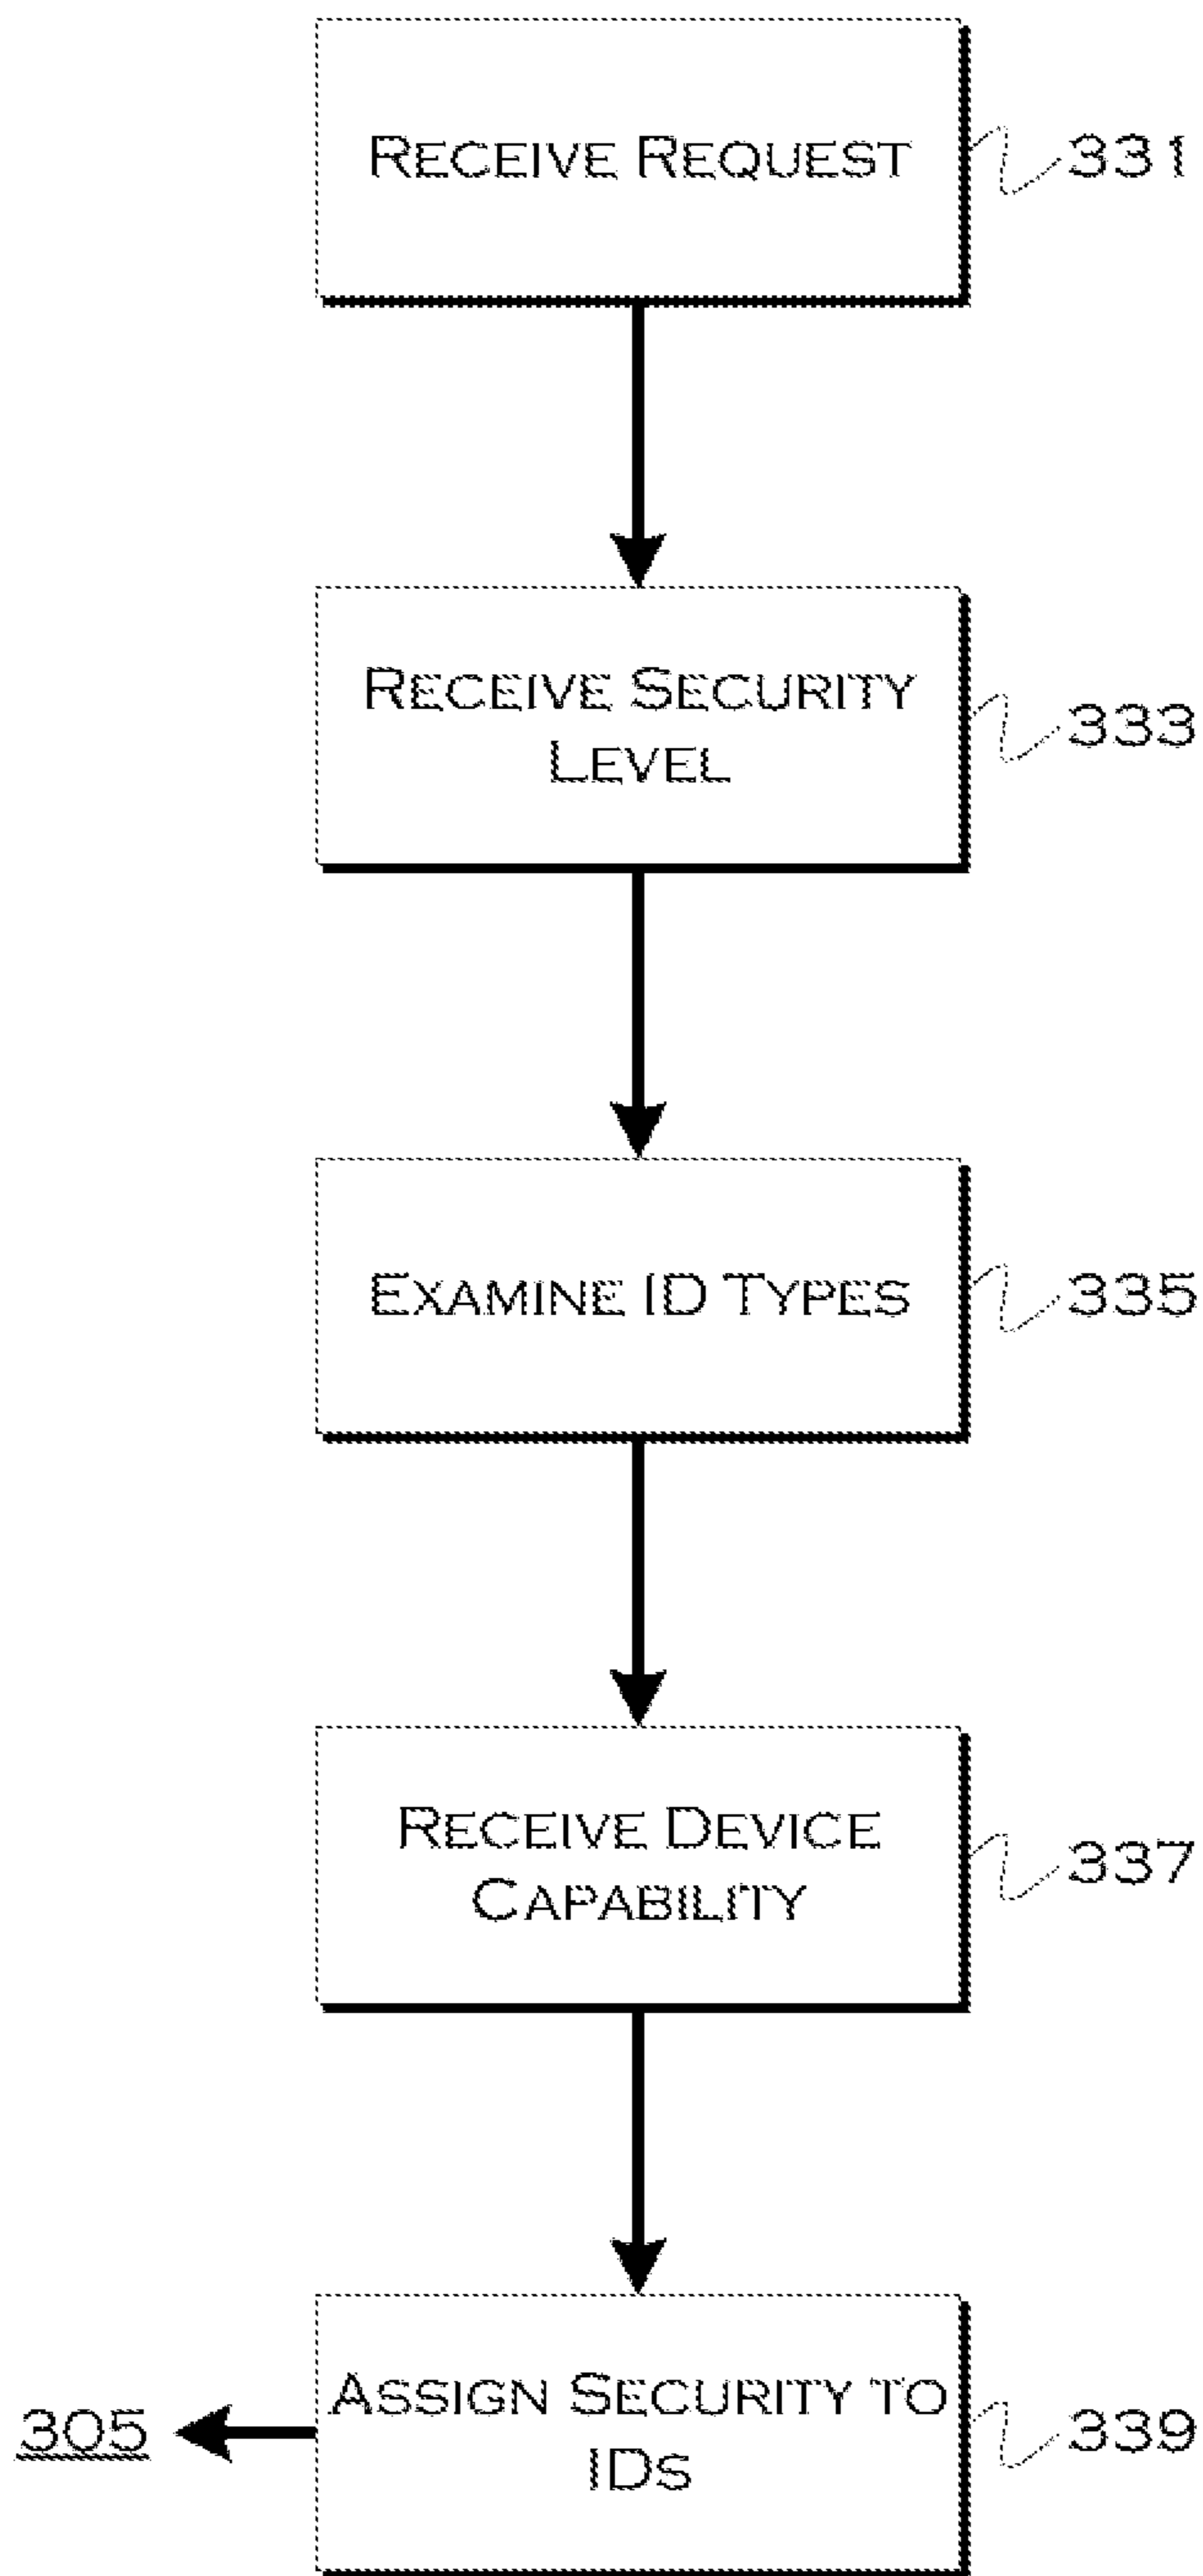 RECEIVE REQUEST
331
RECEIVE SECURITY
LEVEL
333
EXAMINE ID TYPES
335
RECEIVE DEVICE
CAPABILITY
337
ASSIGN SECURITY TO
IDS
339
305